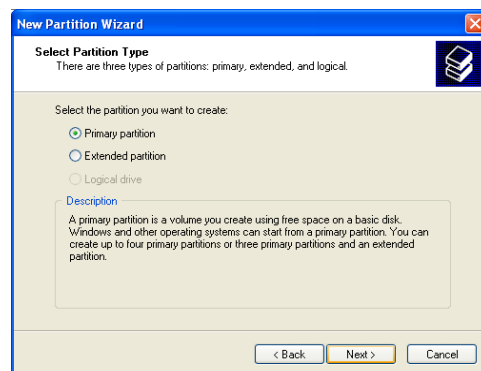 New Partition Wizard
Select Partition Type
There are three types of partitions: primary, extended, and logical.
Select the partition you want to create:
Primary partition
Extended partition
Logical drive
Description
A primary partition is a volume you create using free space on a basic disk.
Windows and other operating systems can start from a primary partition. You can
create up to four primary partitions or three primary partitions and an extended
partition.
< Back
Next >
Cancel